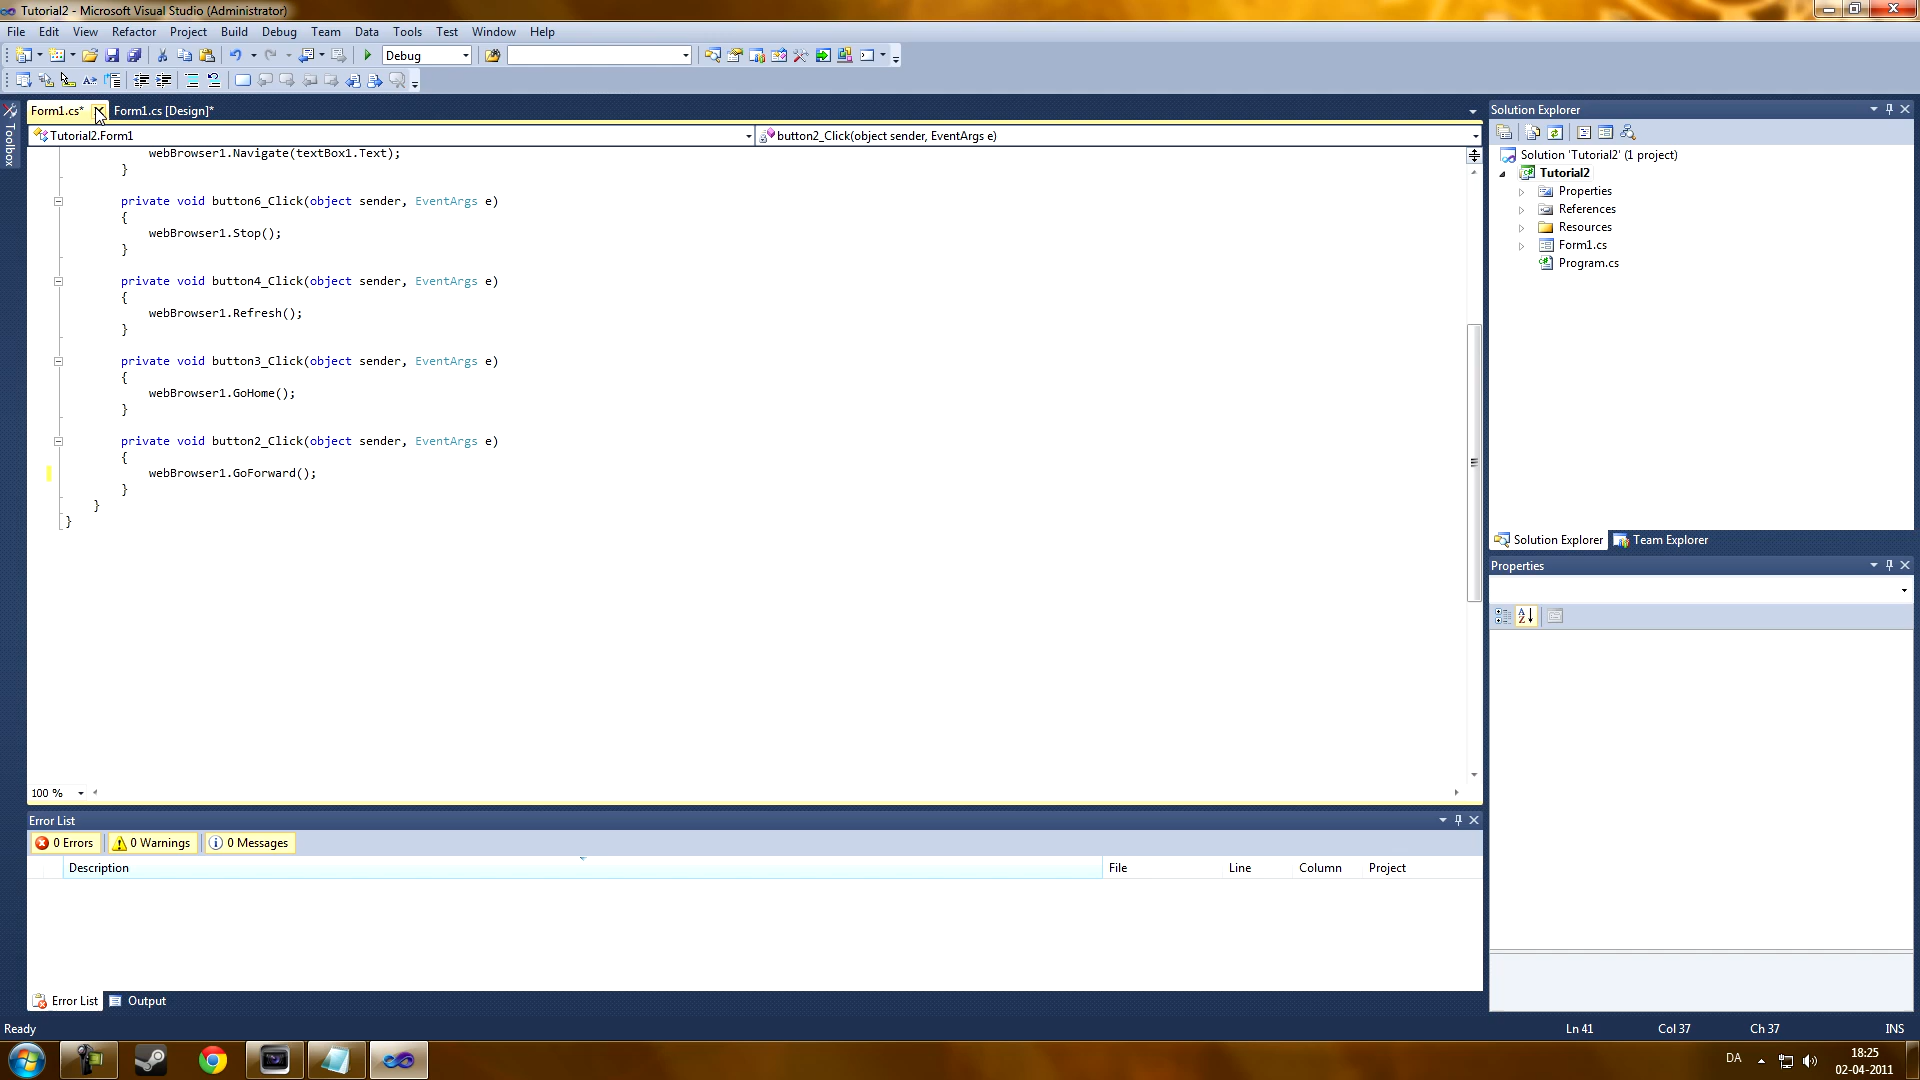 Tutorial2 - Microsoft Visual Studio (Administrator)
File Edit View Refactor Project Build Debug Team Data Tools Test Window Help
Debug
Form1.cs* Form1.cs [Design]*
Toolbox
Tutorial2.Form1 button2_Click(object sender, EventArgs e)
webBrowser1.Navigate(textBox1.Text);
}
private void button6_Click(object sender, EventArgs e)
{
webBrowser1.Stop();
}
private void button4_Click(object sender, EventArgs e)
{
webBrowser1.Refresh();
}
private void button3_Click(object sender, EventArgs e)
{
webBrowser1.GoHome();
}
private void button2_Click(object sender, EventArgs e)
{
webBrowser1.GoForward();
}
}
}
100 %
Solution Explorer
Solution 'Tutorial2' (1 project)
Tutorial2
Properties
References
Resources
Form1.cs
Program.cs
Solution Explorer Team Explorer
Properties
Error List
0 Errors 0 Warnings 0 Messages
Description File Line Column Project
Error List Output
Ready Ln 41 Col 37 Ch 37 INS
DA 18:25
02-04-2011